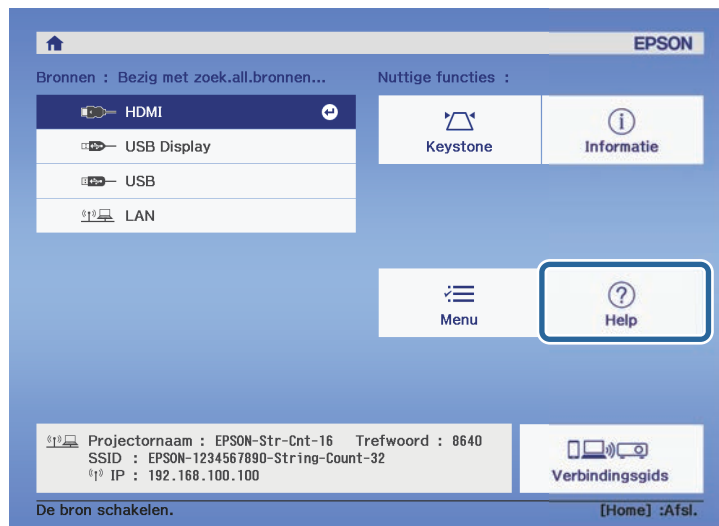 EPSON
Bronnen : Bezig met zoek.all.bronnen...
HDMI
USB Display
USB
LAN
Nuttige functies :
Keystone
Informatie
Menu
Help
Projectornaam : EPSON-Str-Cnt-16 Trefwoord : 8640
SSID : EPSON-1234567890-String-Count-32
IP : 192.168.100.100
Verbindingsgids
De bron schakelen.
[Home] :Afsl.